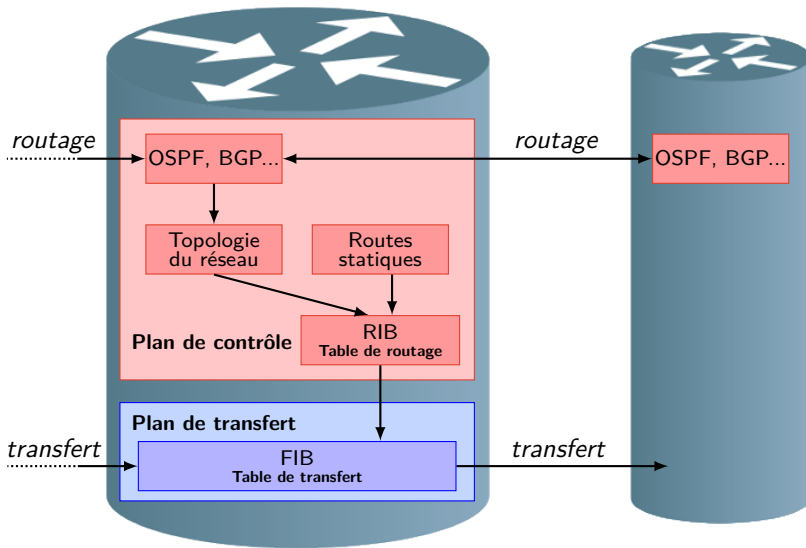 routage
OSPF, BGP...
routage
OSPF, BGP...
Topologie
du réseau
Routes
statiques
Plan de contrôle
RIB
Table de routage
Plan de transfert
transfert
FIB
Table de transfert
transfert